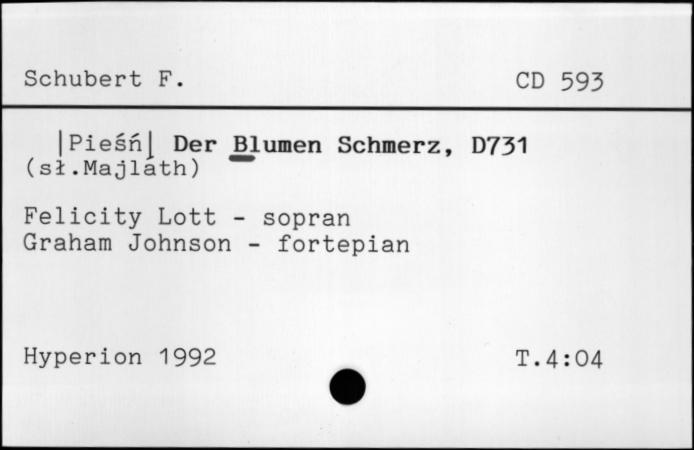 Schubert F. CD 593
|Pieśń| Der Blumen Schmerz, D731
(sł.Majláth)
Felicity Lott - sopran
Graham Johnson - fortepian
Hyperion 1992 T.4:04